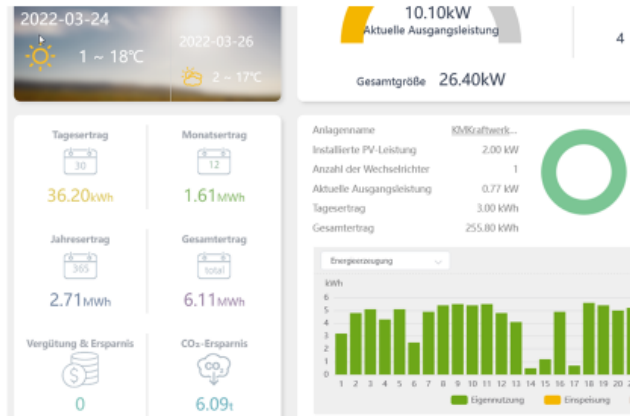 2022-03-24
1 ~ 18℃
2022-03-26
2 ~ 17℃
10.10kW
Aktuelle Ausgangsleistung
4
Gesamtgröße 26.40kW
Tagesertrag
30
36.20kWh
Monatsertrag
12
1.61MWh
Jahresertrag
365
2.71MWh
Gesamtertrag
total
6.11MWh
Vergütung & Ersparnis
0
CO₂-Ersparnis
CO₂
6.09t
Anlagenname KMKraftwerk...
Installierte PV-Leistung 2.00 kW
Anzahl der Wechselrichter 1
Aktuelle Ausgangsleistung 0.77 kW
Tagesertrag 3.00 kWh
Gesamtertrag 255.80 kWh
Energieerzeugung
kWh
6
5
4
3
2
1
0
1 2 3 4 5 6 7 8 9 10 11 12 13 14 15 16 17 18 19 20
Eigennutzung Einspeisung